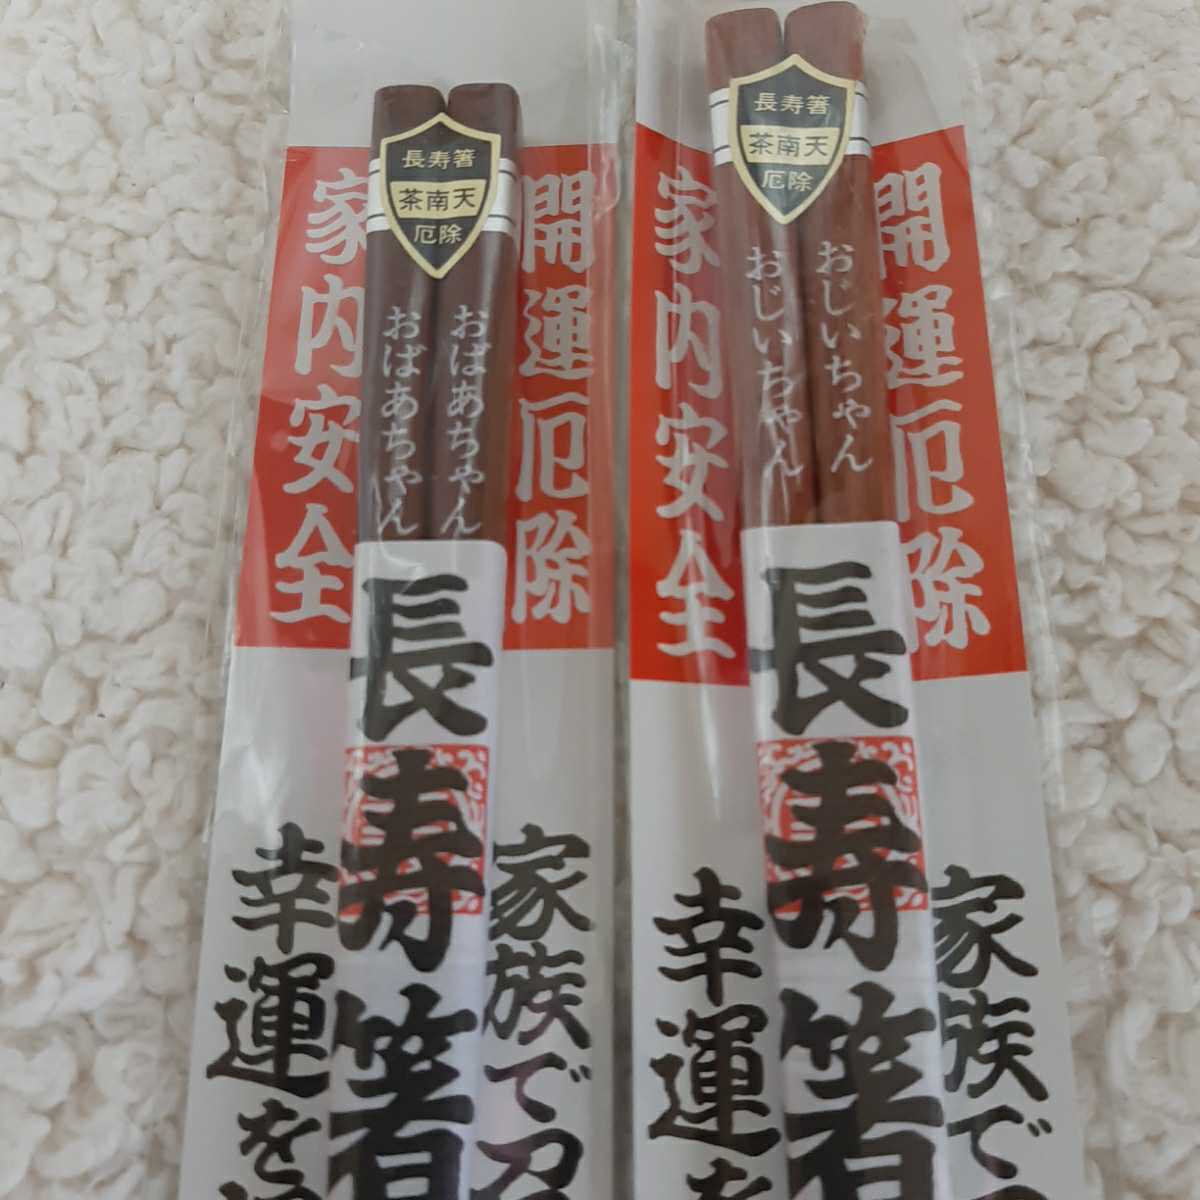 長寿箸
茶南天
厄除
おばあちゃん
おばあちゃん
開運厄除
家内安全
長寿箸
家族で
幸運を
長寿箸
茶南天
厄除
おじいちゃん
おじいちゃん
開運厄除
家内安全
長寿箸
家族で
幸運を